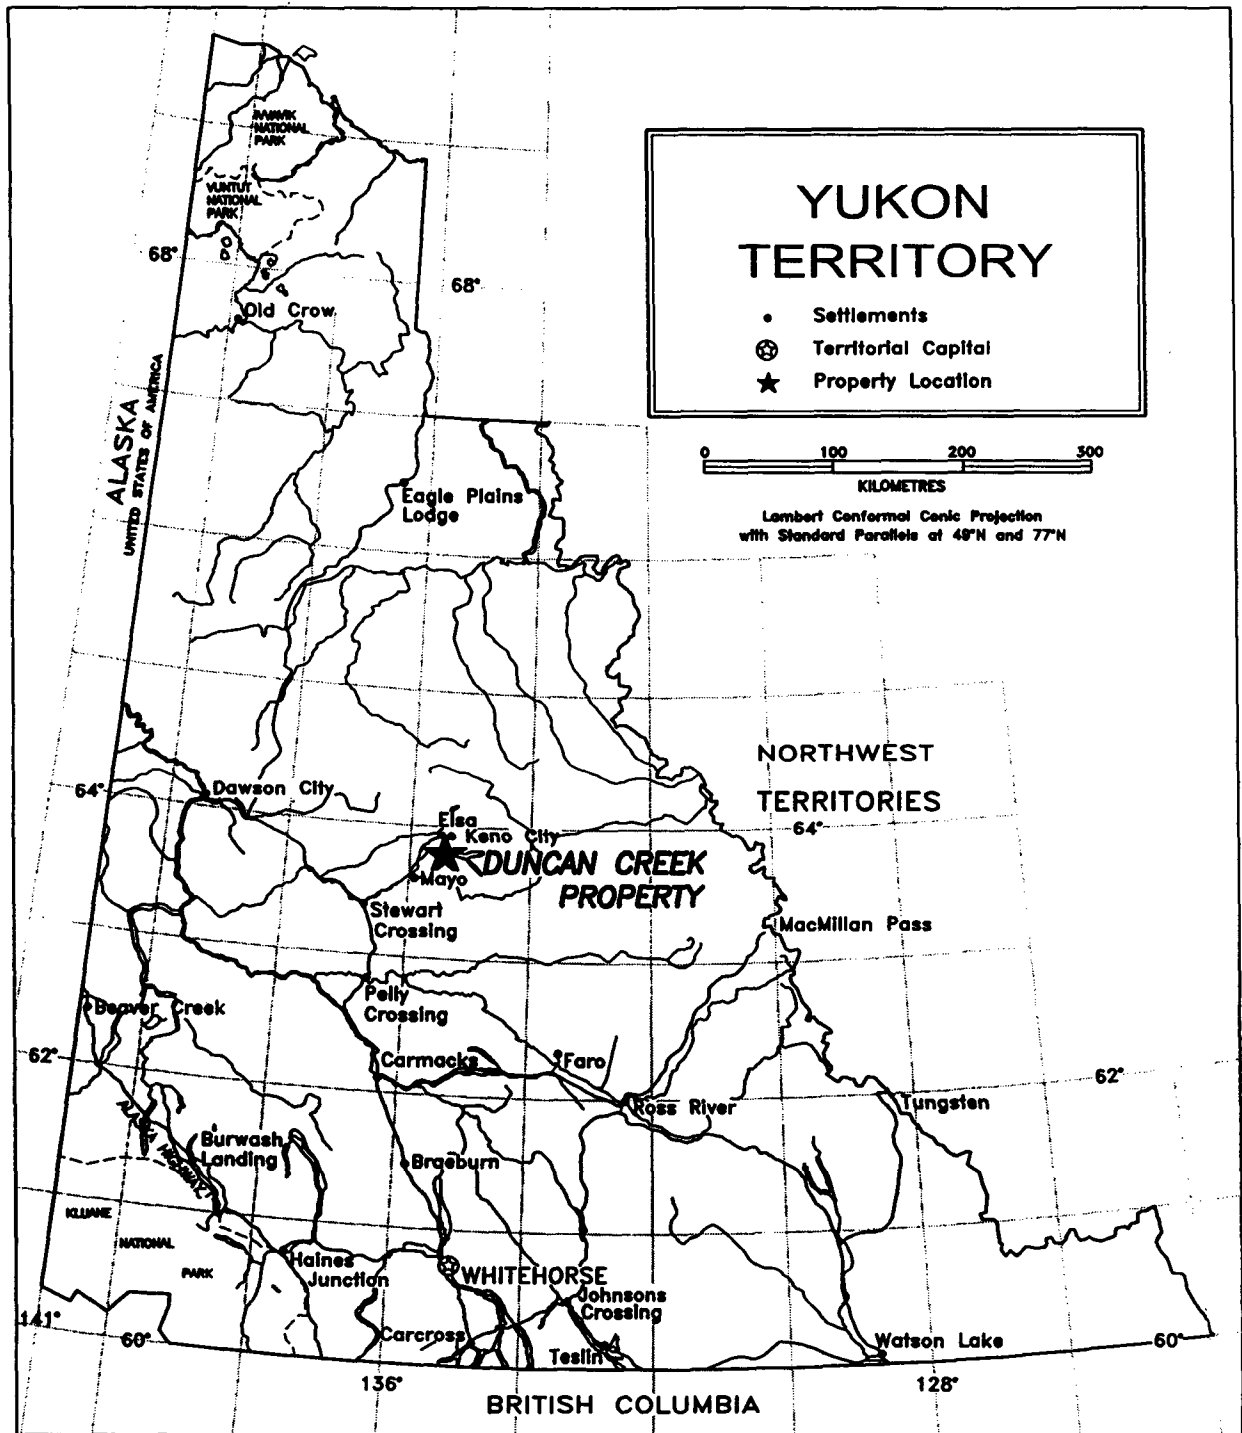 IVVAVIK
NATIONAL
PARK
VUNTUT
NATIONAL
PARK
68°
68°
Old Crow
YUKON
TERRITORY
Settlements
Territorial Capital
Property Location
0 100 200 300
KILOMETRES
Lambert Conformal Conic Projection
with Standard Parallels at 49°N and 77°N
ALASKA
UNITED STATES OF AMERICA
Eagle Plains
Lodge
NORTHWEST
TERRITORIES
64°
64°
Dawson City
Elsa
Keno City
DUNCAN CREEK
PROPERTY
Mayo
Stewart
Crossing
MacMillan Pass
Pelly
Crossing
Beaver Creek
62°
62°
Carmacks
Faro
Ross River
Tungsten
ALASKA HIGHWAY
Burwash
Landing
Braeburn
KLUANE
NATIONAL
PARK
Haines
Junction
WHITEHORSE
Johnsons
Crossing
Carcross
Teslin
Watson Lake
141°
60°
60°
136°
128°
BRITISH COLUMBIA